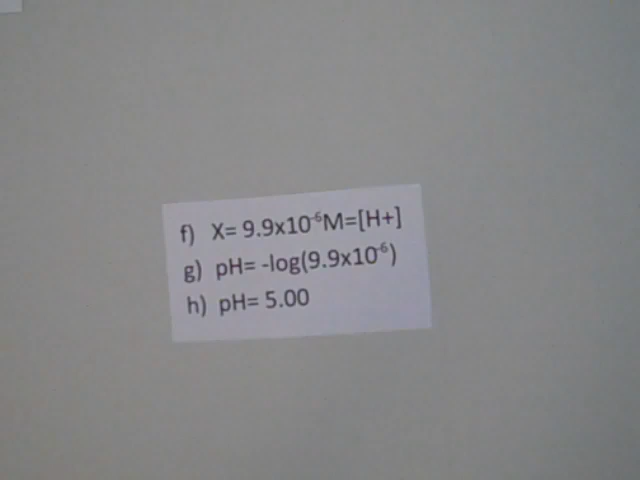 f) X= 9.9x10⁻⁶M=[H+]
g) pH= -log(9.9x10⁻⁶)
h) pH= 5.00